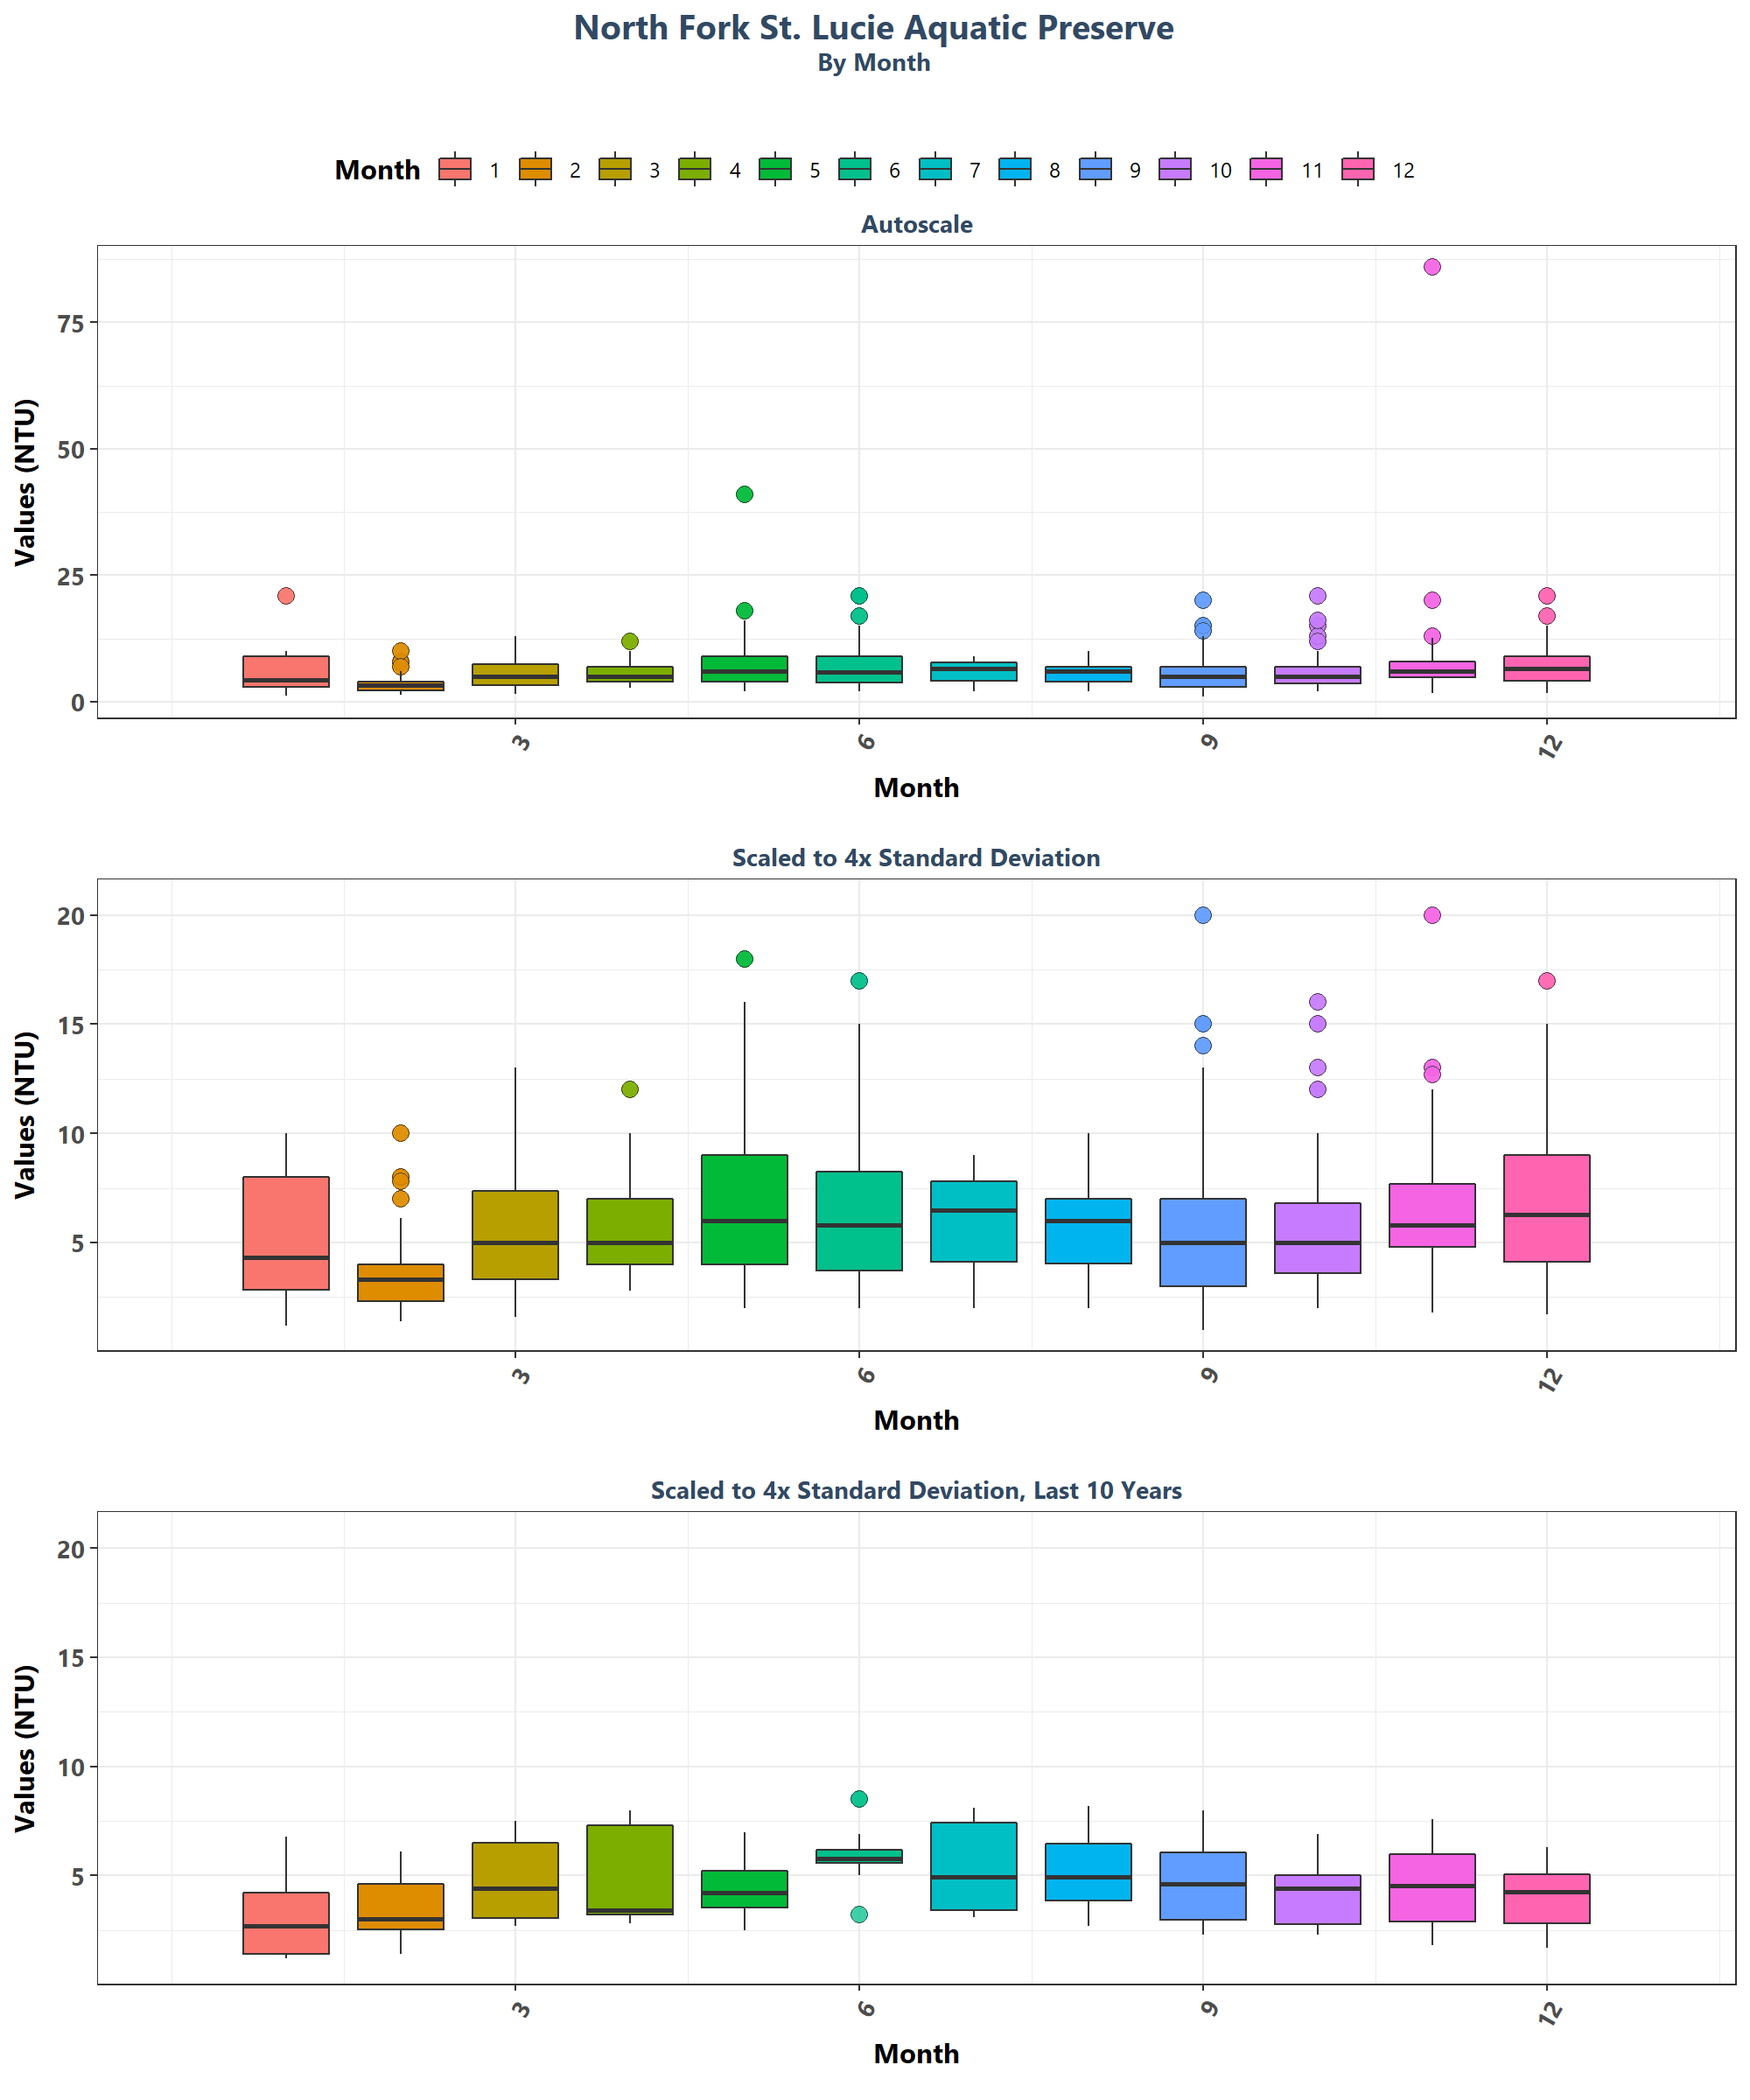 North Fork St. Lucie Aquatic Preserve
By Month
Month 1 2 3 4 5 6 7 8 9 10 11 12
Autoscale
Values (NTU)
75
50
25
0
3 6 9 12
Month
Scaled to 4x Standard Deviation
Values (NTU)
20
15
10
5
3 6 9 12
Month
Scaled to 4x Standard Deviation, Last 10 Years
Values (NTU)
20
15
10
5
3 6 9 12
Month